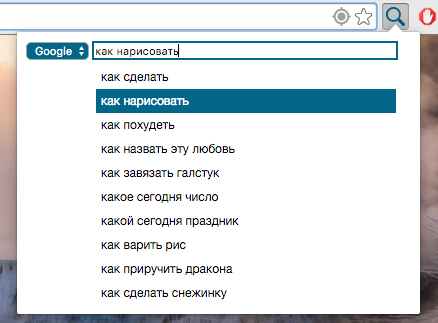 Google
как нарисовать
как сделать
как нарисовать
как похудеть
как назвать эту любовь
как завязать галстук
какое сегодня число
какой сегодня праздник
как варить рис
как приручить дракона
как сделать снежинку